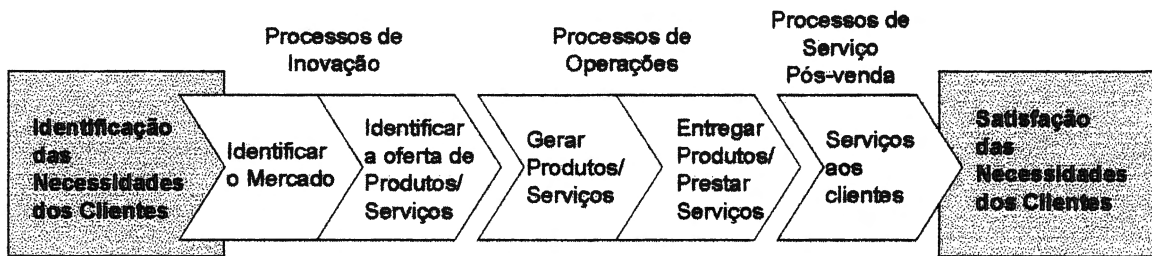 Processos de
Inovação
Processos de
Operações
Processos de
Serviço
Pós-venda
Identificação
das
Necessidades
dos Clientes
Identificar
o Mercado
Identificar
a oferta de
Produtos/
Serviços
Gerar
Produtos/
Serviços
Entregar
Produtos/
Prestar
Serviços
Serviços
aos
clientes
Satisfação
das
Necessidades
dos Clientes